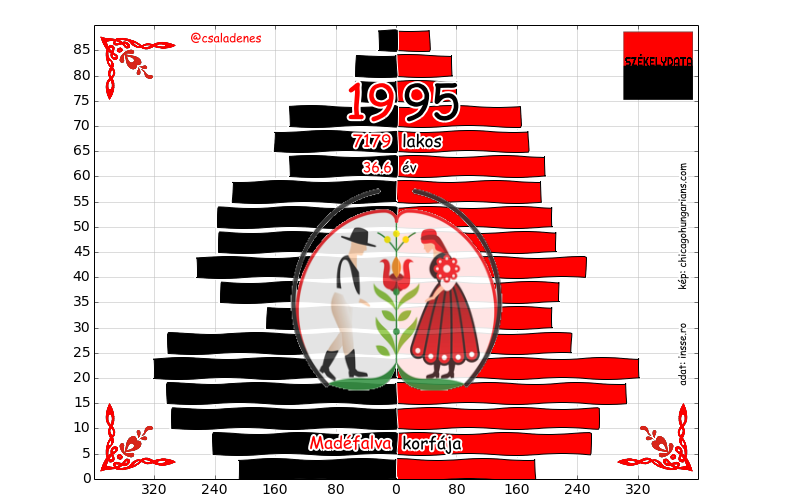 @csaladenes
SZÉKELYDATA
1995
7179 lakos
36.6 év
kép: chicagohungarians.com
adat: insse.ro
Madéfalva korfája
85
80
75
70
65
60
55
50
45
40
35
30
25
20
15
10
5
0
320 240 160 80 0 80 160 240 320